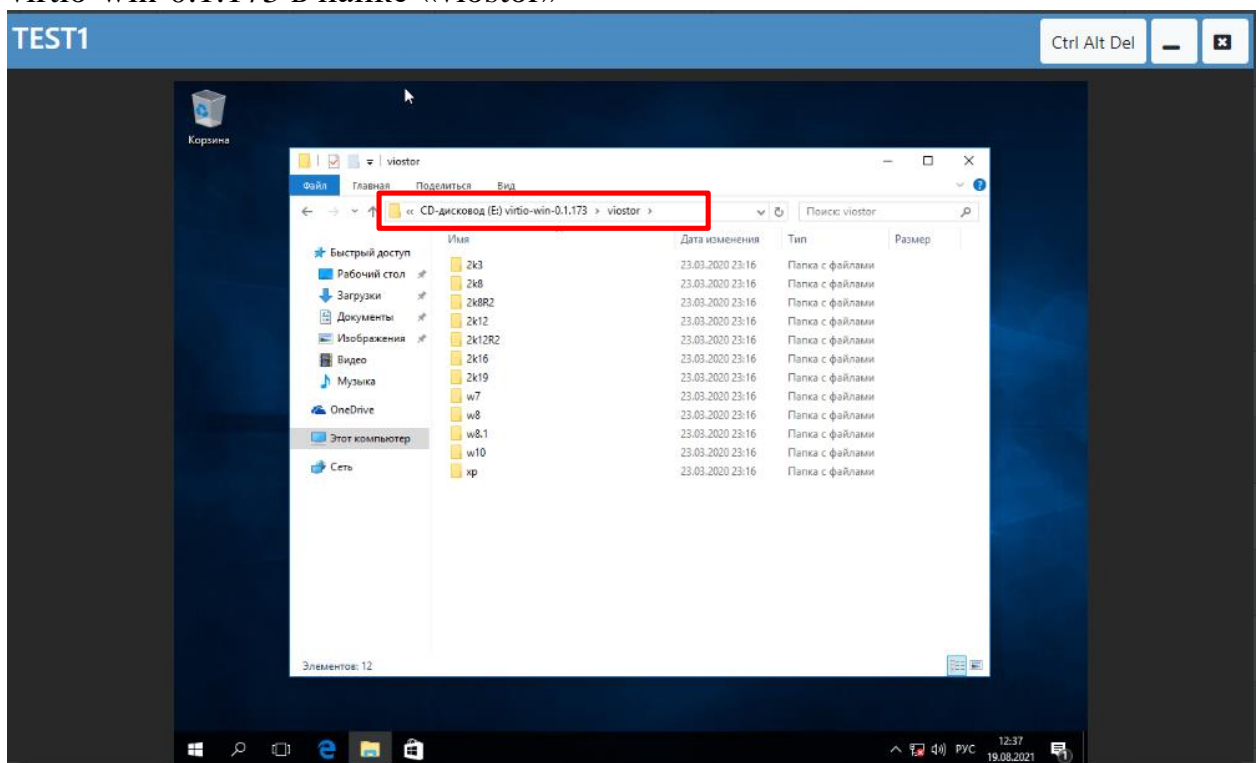 virtio-win-0.1.173 в папке «viostor»
TEST1
Ctrl Alt Del
Корзина
viostor
Файл Главная Поделиться Вид
« CD-дисковод (E:) virtio-win-0.1.173 › viostor ›
Поиск: viostor
Имя Дата изменения Тип Размер
Быстрый доступ
Рабочий стол
Загрузки
Документы
Изображения
Видео
Музыка
OneDrive
Этот компьютер
Сеть
2k3 23.03.2020 23:16 Папка с файлами
2k8 23.03.2020 23:16 Папка с файлами
2k8R2 23.03.2020 23:16 Папка с файлами
2k12 23.03.2020 23:16 Папка с файлами
2k12R2 23.03.2020 23:16 Папка с файлами
2k16 23.03.2020 23:16 Папка с файлами
2k19 23.03.2020 23:16 Папка с файлами
w7 23.03.2020 23:16 Папка с файлами
w8 23.03.2020 23:16 Папка с файлами
w8.1 23.03.2020 23:16 Папка с файлами
w10 23.03.2020 23:16 Папка с файлами
xp 23.03.2020 23:16 Папка с файлами
Элементов: 12
РУС
12:37
19.08.2021